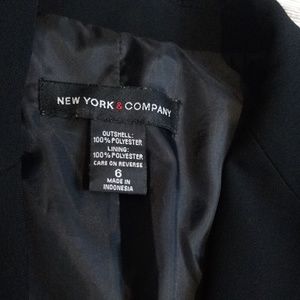 NEW YORK & COMPANY
OUTSHELL:
100% POLYESTER
LINING:
100% POLYESTER
CARE ON REVERSE
6
MADE IN
INDONESIA